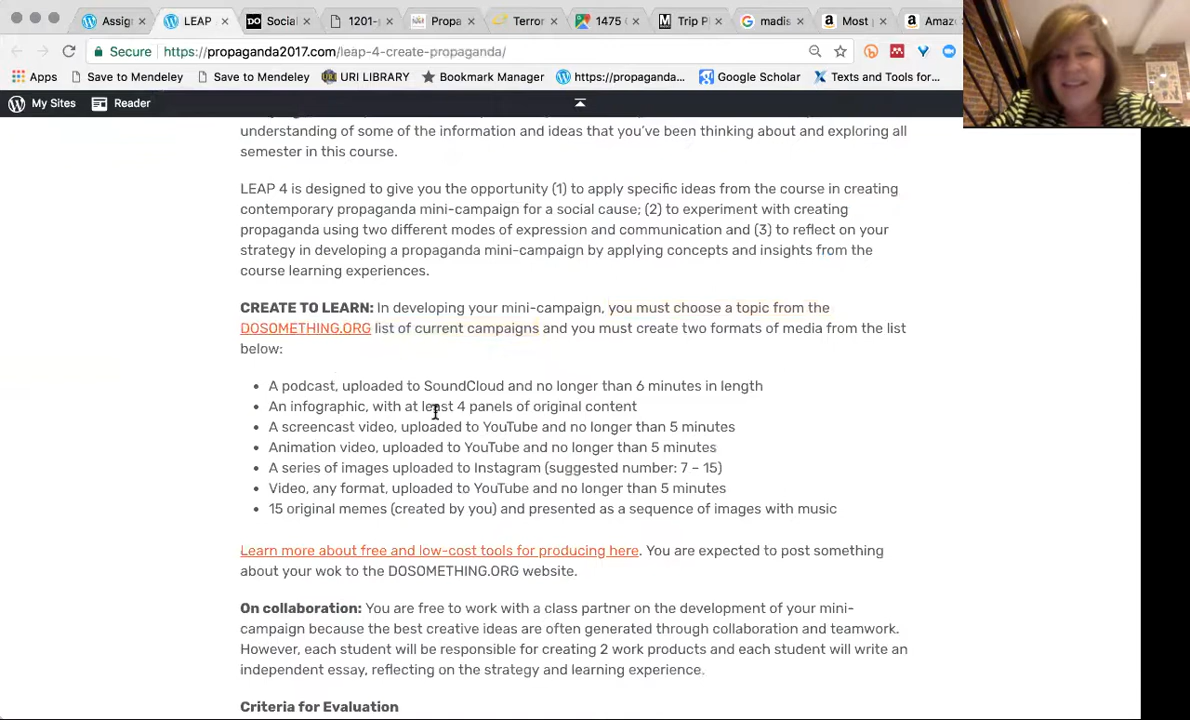 Assig
LEAP
DO Social
1201-
Propa
Terror
1475 C
M Trip Pl
madis
Most p
Amaz
Secure https://propaganda2017.com/leap-4-create-propaganda/
Apps Save to Mendeley Save to Mendeley URI LIBRARY Bookmark Manager https://propaganda... Google Scholar Texts and Tools for...
My Sites Reader
understanding of some of the information and ideas that you've been thinking about and exploring all
semester in this course.
LEAP 4 is designed to give you the opportunity (1) to apply specific ideas from the course in creating
contemporary propaganda mini-campaign for a social cause; (2) to experiment with creating
propaganda using two different modes of expression and communication and (3) to reflect on your
strategy in developing a propaganda mini-campaign by applying concepts and insights from the
course learning experiences.
CREATE TO LEARN: In developing your mini-campaign, you must choose a topic from the
DOSOMETHING.ORG list of current campaigns and you must create two formats of media from the list
below:
• A podcast, uploaded to SoundCloud and no longer than 6 minutes in length
• An infographic, with at least 4 panels of original content
• A screencast video, uploaded to YouTube and no longer than 5 minutes
• Animation video, uploaded to YouTube and no longer than 5 minutes
• A series of images uploaded to Instagram (suggested number: 7 – 15)
• Video, any format, uploaded to YouTube and no longer than 5 minutes
• 15 original memes (created by you) and presented as a sequence of images with music
Learn more about free and low-cost tools for producing here. You are expected to post something
about your wok to the DOSOMETHING.ORG website.
On collaboration: You are free to work with a class partner on the development of your mini-
campaign because the best creative ideas are often generated through collaboration and teamwork.
However, each student will be responsible for creating 2 work products and each student will write an
independent essay, reflecting on the strategy and learning experience.
Criteria for Evaluation